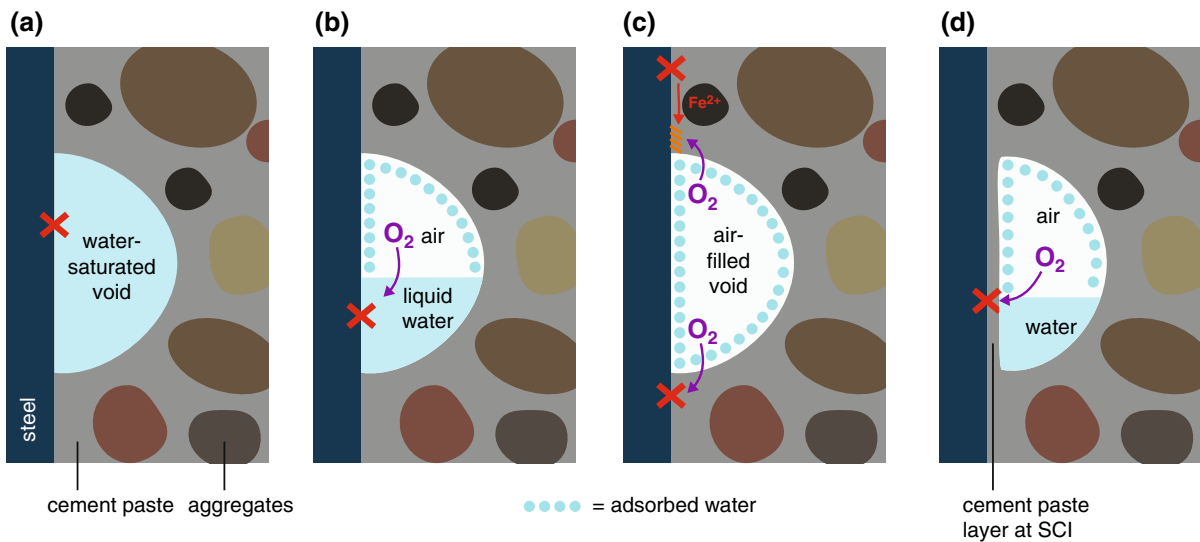 (a)
(b)
(c)
(d)
water-
saturated
void
steel
cement paste
aggregates
O₂
air
liquid
water
Fe²⁺
O₂
air-
filled
void
O₂
air
O₂
water
cement paste
layer at SCI
= adsorbed water